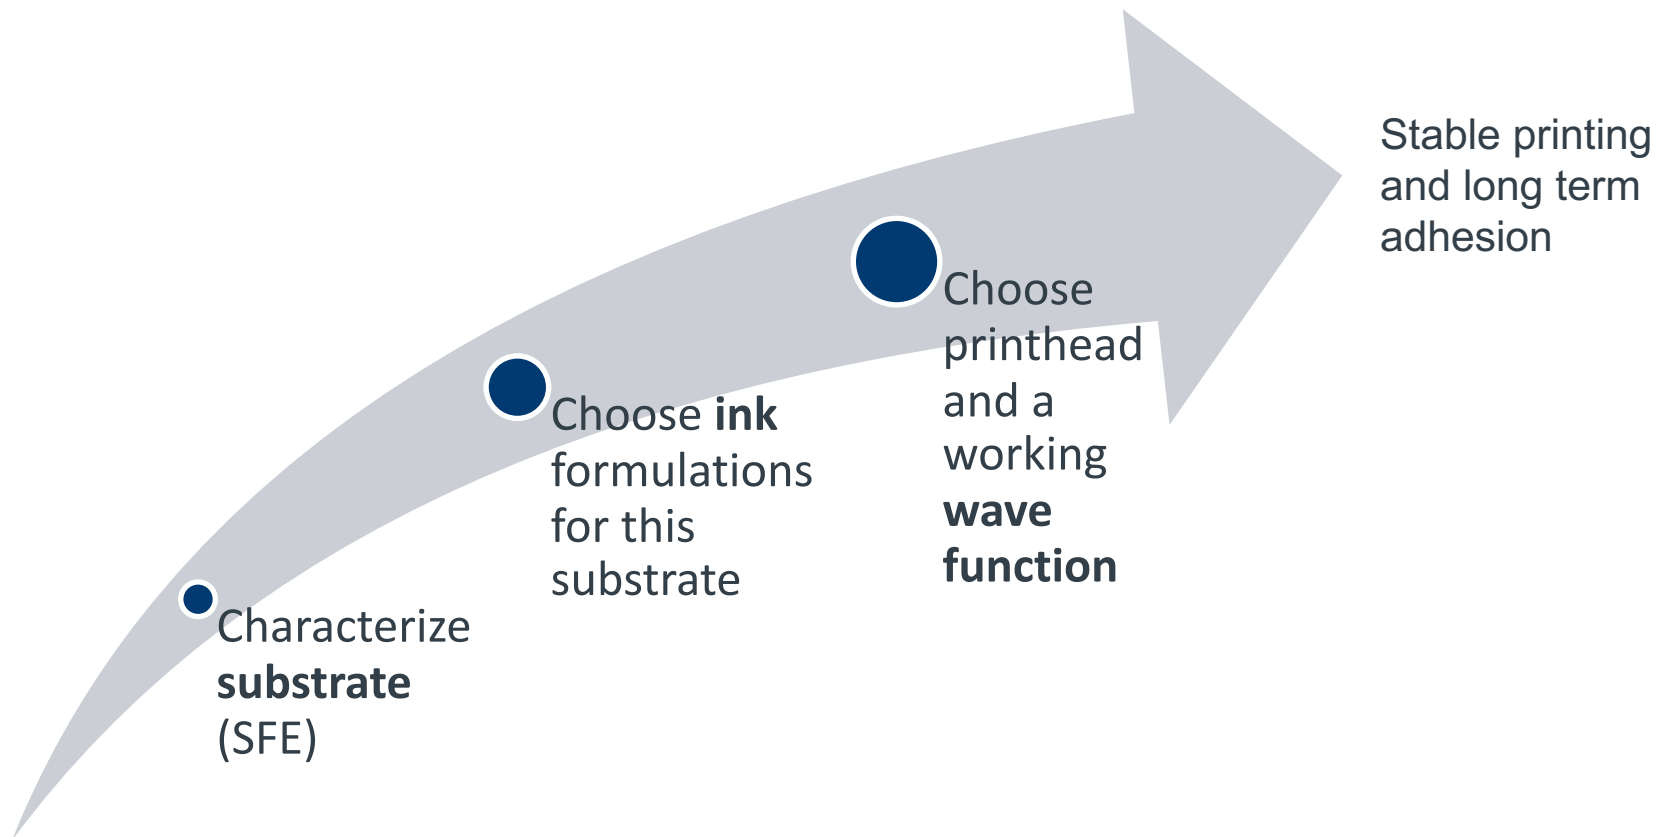 Characterize
substrate
(SFE)
Choose ink
formulations
for this
substrate
Choose
printhead
and a
working
wave
function
Stable printing
and long term
adhesion